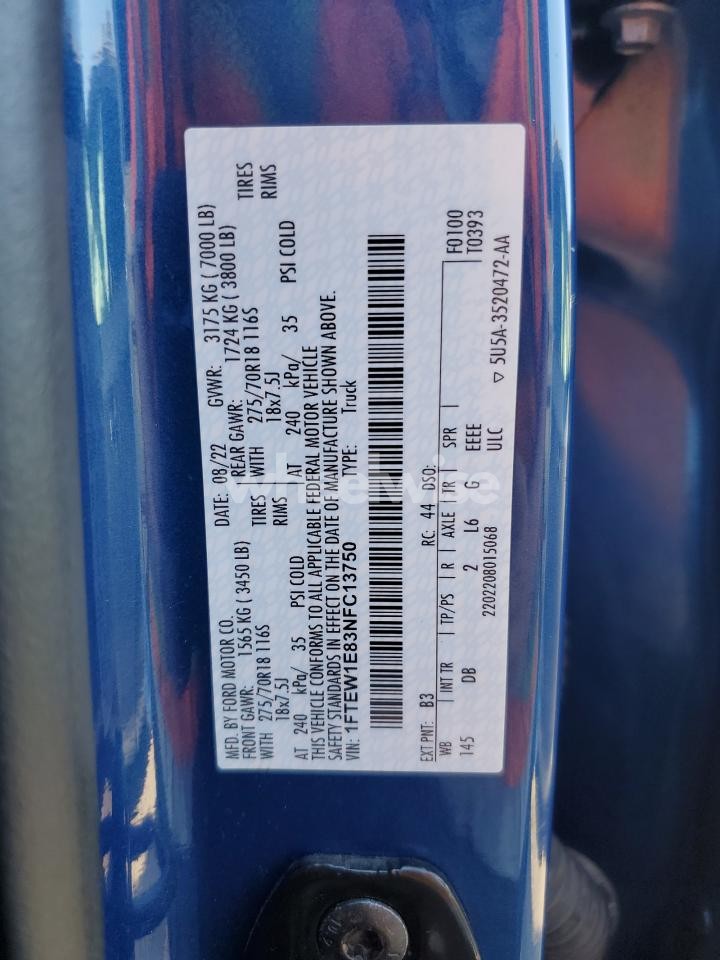 MFD. BY FORD MOTOR CO.
DATE: 08/22 GVWR: 3175 KG ( 7000 LB)
FRONT GAWR: 1565 KG ( 3450 LB) REAR GAWR: 1724 KG ( 3800 LB)
WITH 275/70R18 116S TIRES WITH 275/70R18 116S TIRES
18x7.5J RIMS 18x7.5J RIMS
AT 240 kPa/ 35 PSI COLD AT 240 kPa/ 35 PSI COLD
THIS VEHICLE CONFORMS TO ALL APPLICABLE FEDERAL MOTOR VEHICLE
SAFETY STANDARDS IN EFFECT ON THE DATE OF MANUFACTURE SHOWN ABOVE.
VIN: 1FTEW1E83NFC13750 TYPE: Truck
EXT PNT: B3 RC: 44 DSO: F0100
WB INT TR TP/PS R AXLE TR SPR T0393
145 DB 2 L6 G EEEE
2202208015068 ULC ▽ 5U5A-3520472-AA
wheelwise
10.9